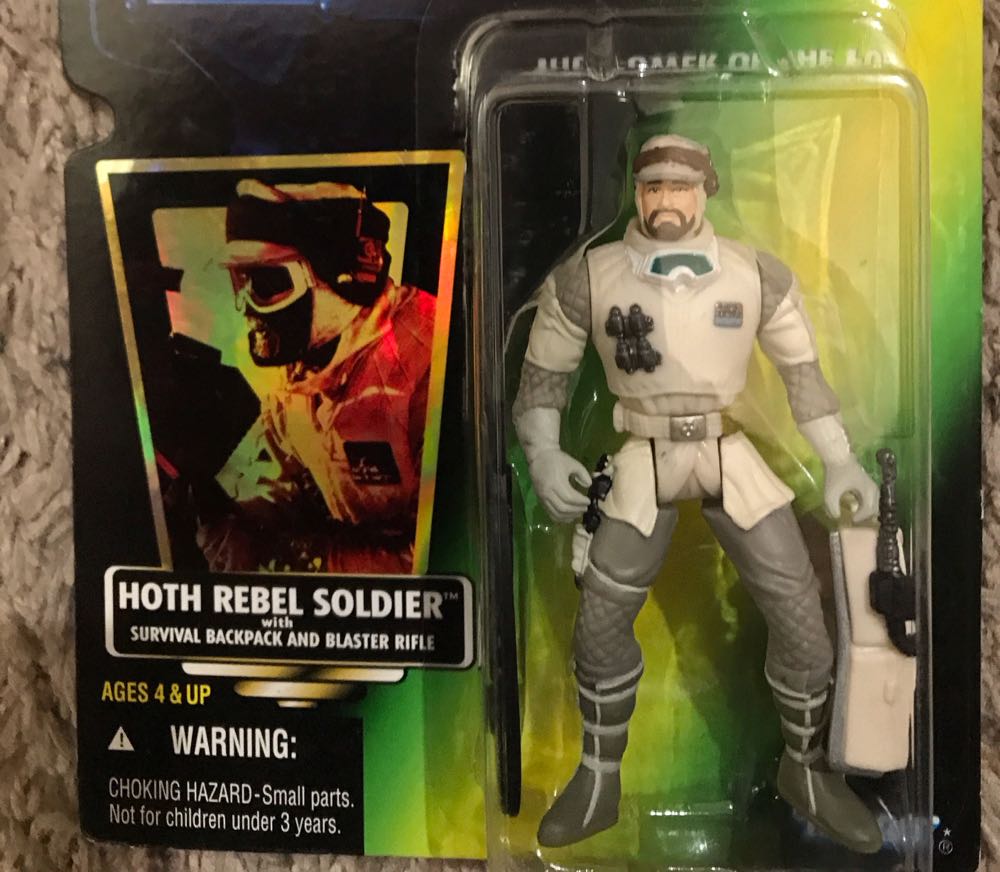 HOTH REBEL SOLDIER™
with
SURVIVAL BACKPACK AND BLASTER RIFLE
AGES 4 & UP
WARNING:
CHOKING HAZARD-Small parts.
Not for children under 3 years.
®